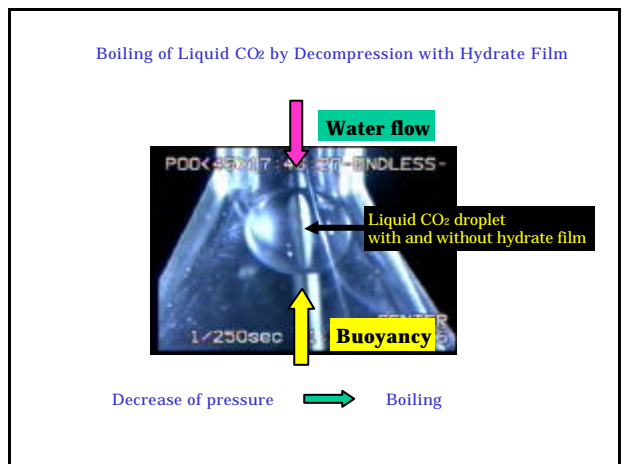 Boiling of Liquid CO₂ by Decompression with Hydrate Film
Water flow
-ENDLESS-
Liquid CO₂ droplet
with and without hydrate film
1/250sec
Buoyancy
Decrease of pressure
Boiling